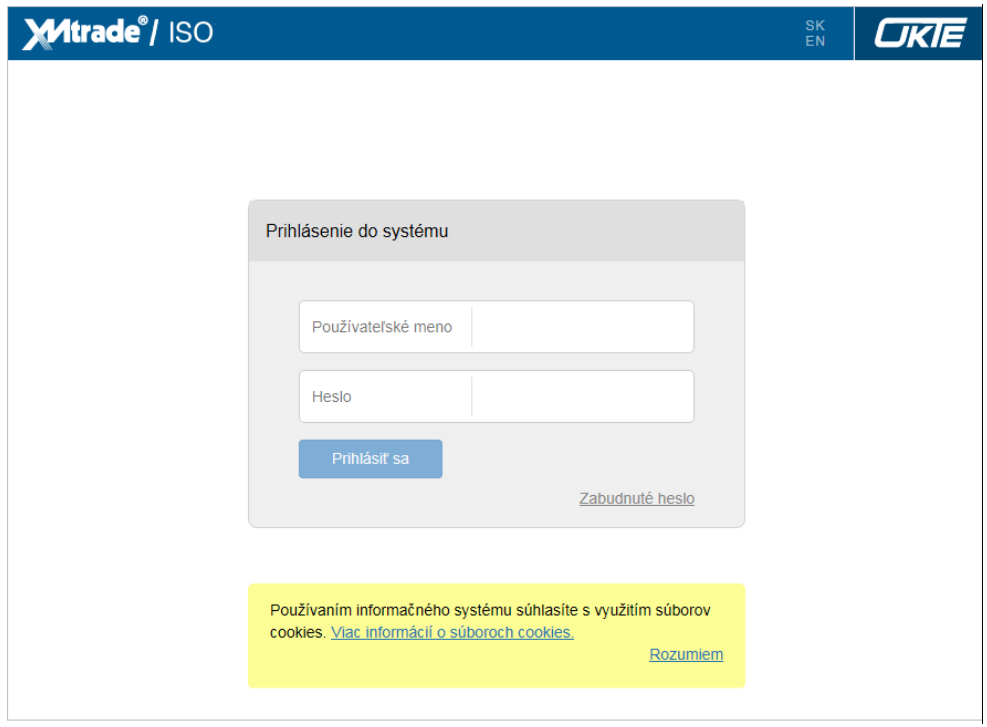 XMtrade®/ ISO
SK
EN
OKTE
Prihlásenie do systému
Používateľské meno
Heslo
Prihlásiť sa
Zabudnuté heslo
Používaním informačného systému súhlasíte s využitím súborov
cookies. Viac informácií o súboroch cookies.
Rozumiem